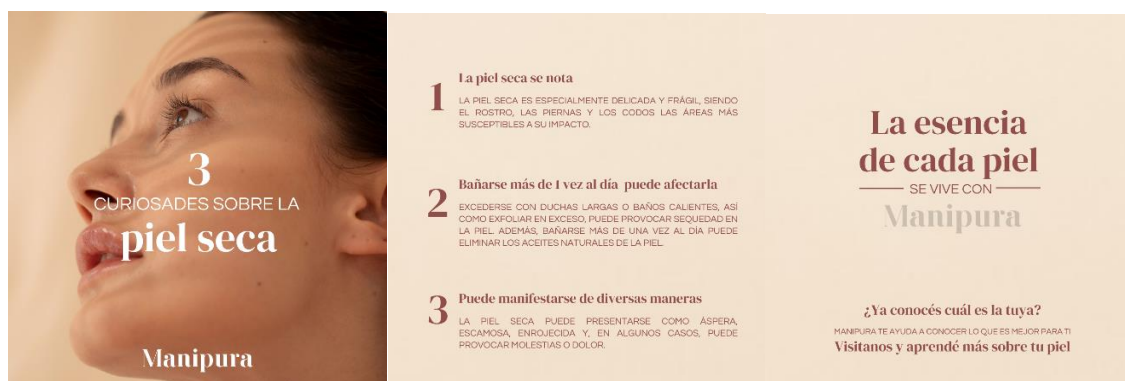 3
CURIOSADES SOBRE LA
piel seca
Manipura
1
La piel seca se nota
LA PIEL SECA ES ESPECIALMENTE DELICADA Y FRÁGIL, SIENDO
EL ROSTRO, LAS PIERNAS Y LOS CODOS LAS ÁREAS MÁS
SUSCEPTIBLES A SU IMPACTO.
2
Bañarse más de 1 vez al día puede afectarla
EXCEDERSE CON DUCHAS LARGAS O BAÑOS CALIENTES, ASÍ
COMO EXFOLIAR EN EXCESO, PUEDE PROVOCAR SEQUEDAD EN
LA PIEL. ADEMÁS, BAÑARSE MÁS DE UNA VEZ AL DÍA PUEDE
ELIMINAR LOS ACEITES NATURALES DE LA PIEL.
3
Puede manifestarse de diversas maneras
LA PIEL SECA PUEDE PRESENTARSE COMO ÁSPERA,
ESCAMOSA, ENROJECIDA Y, EN ALGUNOS CASOS, PUEDE
PROVOCAR MOLESTIAS O DOLOR.
La esencia
de cada piel
SE VIVE CON
Manipura
¿Ya conocés cuál es la tuya?
MANIPURA TE AYUDA A CONOCER LO QUE ES MEJOR PARA TI
Visitanos y aprendé más sobre tu piel